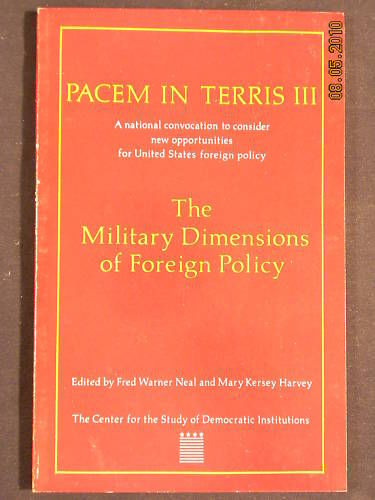 PACEM IN TERRIS III
A national convocation to consider
new opportunities
for United States foreign policy
The
Military Dimensions
of Foreign Policy
Edited by Fred Warner Neal and Mary Kersey Harvey
The Center for the Study of Democratic Institutions
08.05.2010